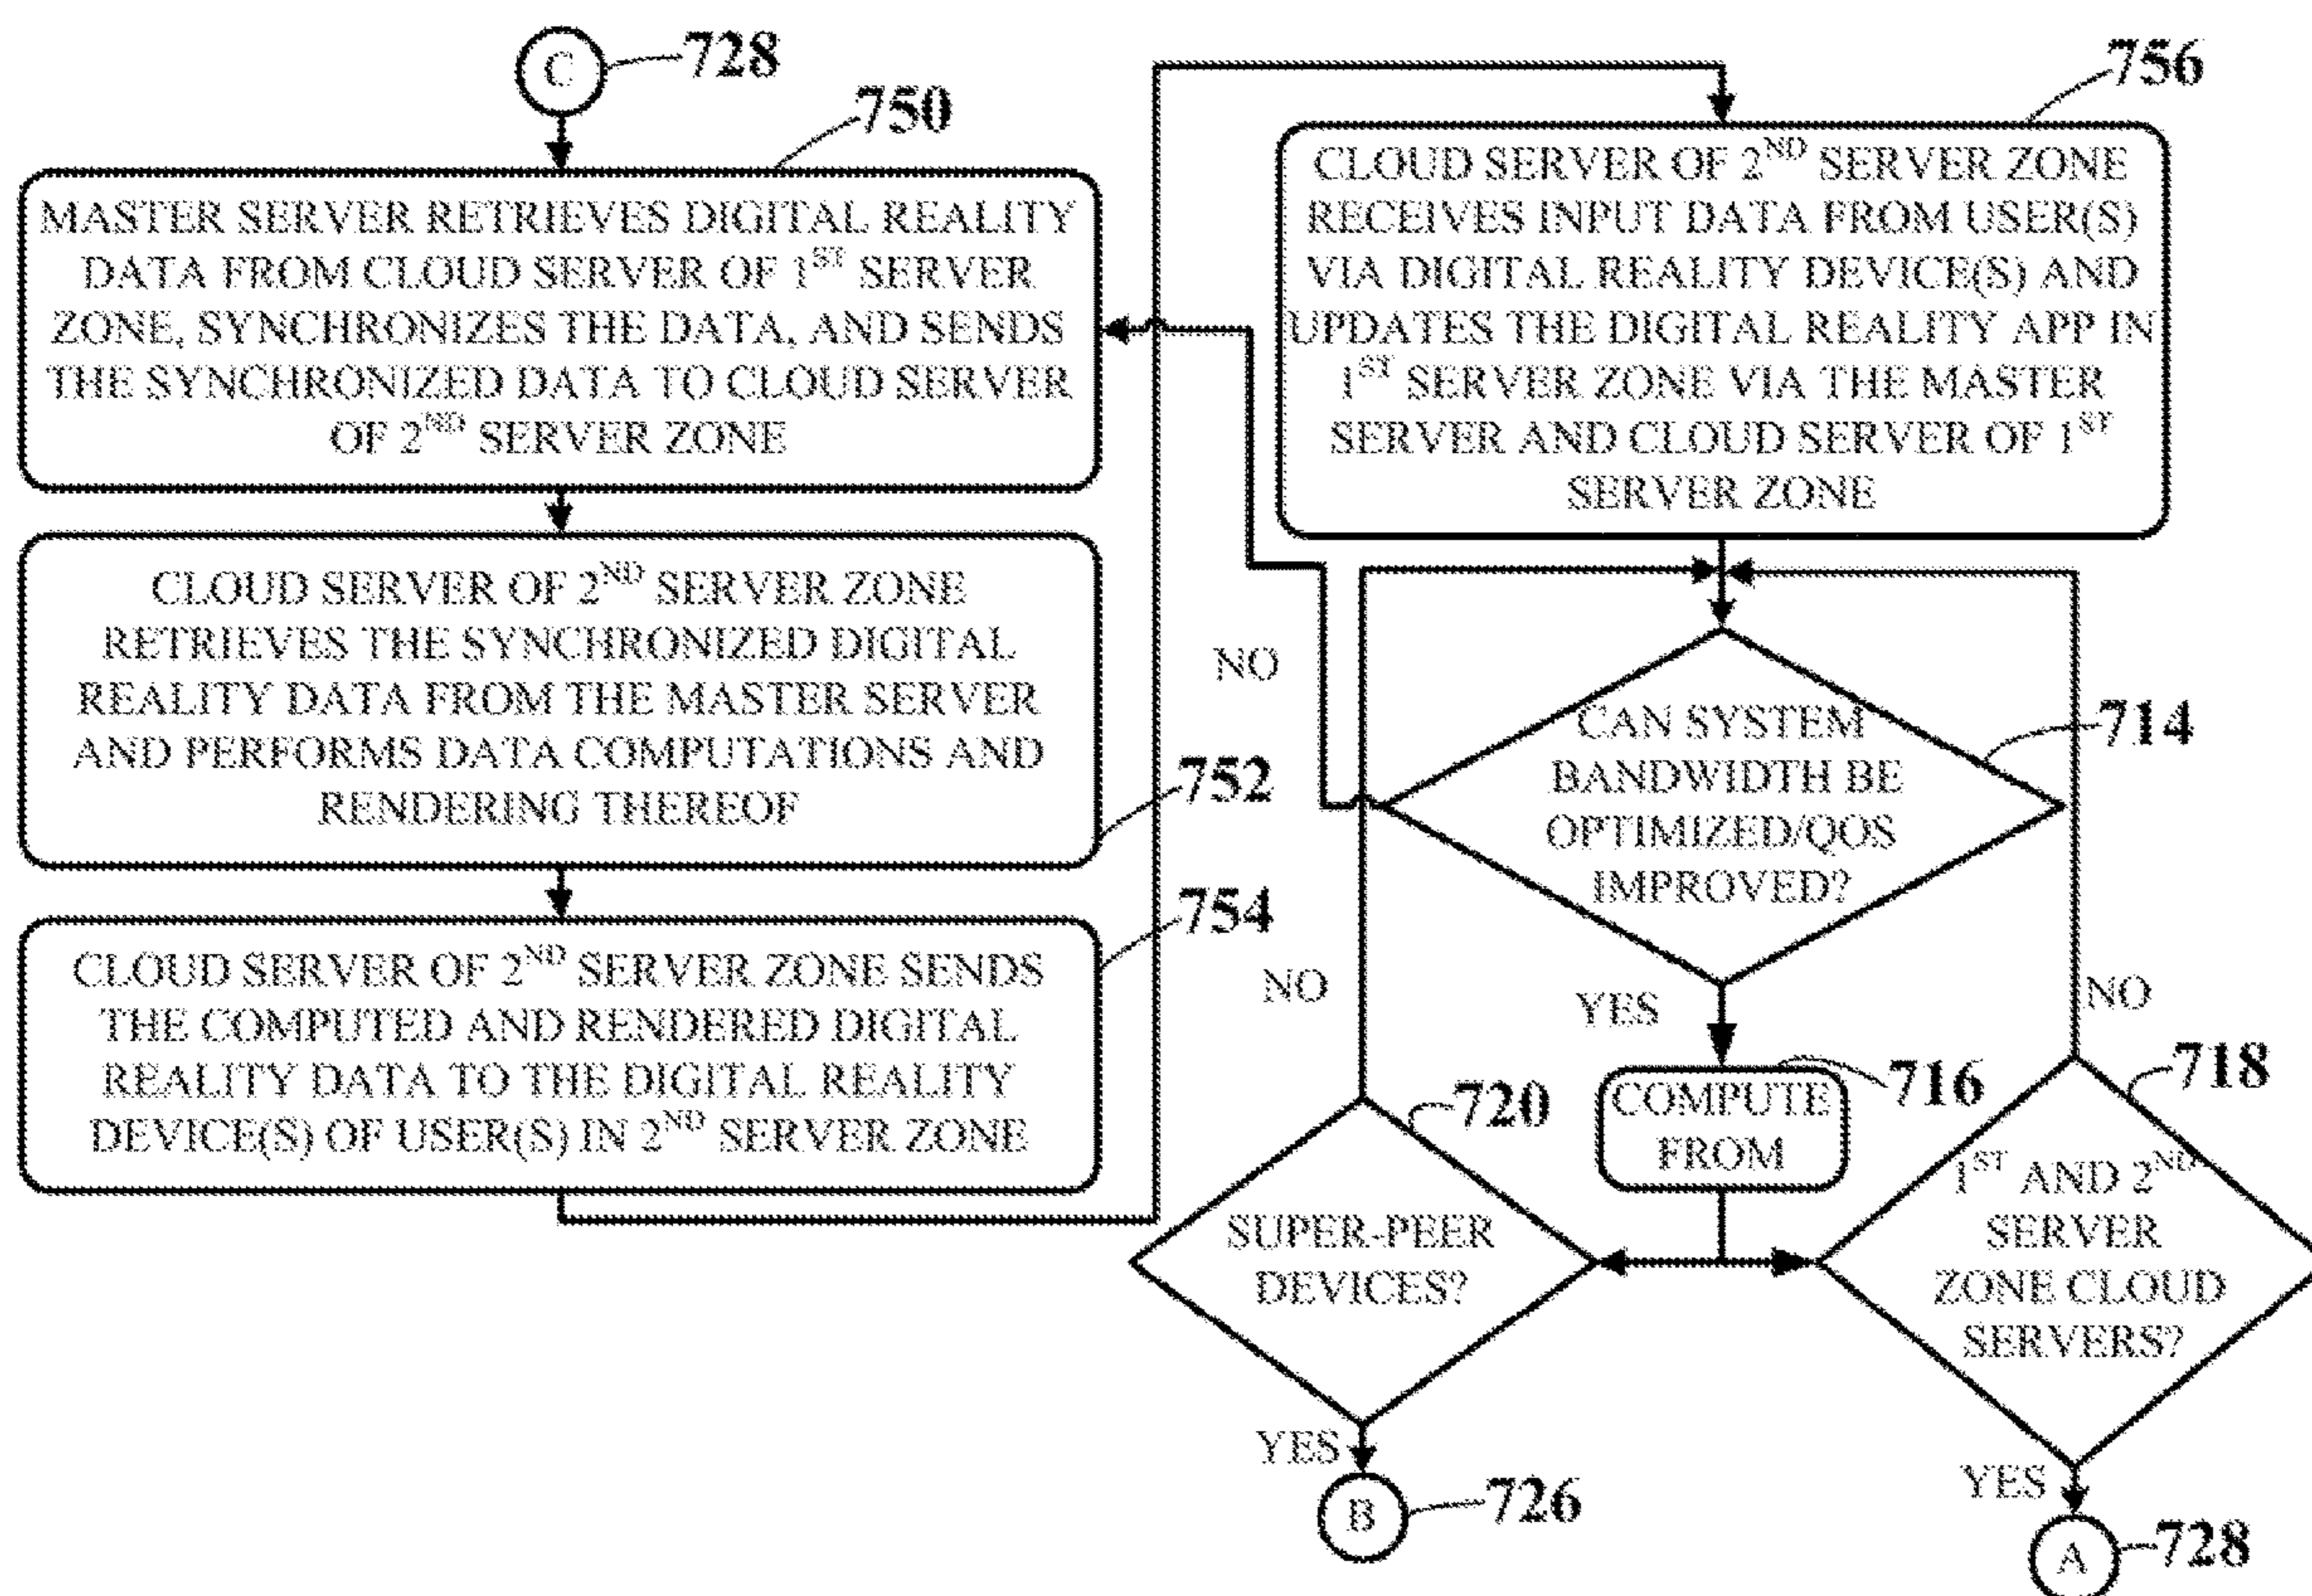 C
728
750
MASTER SERVER RETRIEVES DIGITAL REALITY
DATA FROM CLOUD SERVER OF 1ST SERVER
ZONE, SYNCHRONIZES THE DATA, AND SENDS
THE SYNCHRONIZED DATA TO CLOUD SERVER
OF 2ND SERVER ZONE
CLOUD SERVER OF 2ND SERVER ZONE
RETRIEVES THE SYNCHRONIZED DIGITAL
REALITY DATA FROM THE MASTER SERVER
AND PERFORMS DATA COMPUTATIONS AND
RENDERING THEREOF
752
754
CLOUD SERVER OF 2ND SERVER ZONE SENDS
THE COMPUTED AND RENDERED DIGITAL
REALITY DATA TO THE DIGITAL REALITY
DEVICE(S) OF USER(S) IN 2ND SERVER ZONE
756
CLOUD SERVER OF 2ND SERVER ZONE
RECEIVES INPUT DATA FROM USER(S)
VIA DIGITAL REALITY DEVICE(S) AND
UPDATES THE DIGITAL REALITY APP IN
1ST SERVER ZONE VIA THE MASTER
SERVER AND CLOUD SERVER OF 1ST
SERVER ZONE
NO
CAN SYSTEM
BANDWIDTH BE
OPTIMIZED/QOS
IMPROVED?
714
NO
YES
NO
716
COMPUTE
FROM
720
SUPER-PEER
DEVICES?
718
1ST AND 2ND
SERVER
ZONE CLOUD
SERVERS?
YES
B
726
YES
A
728